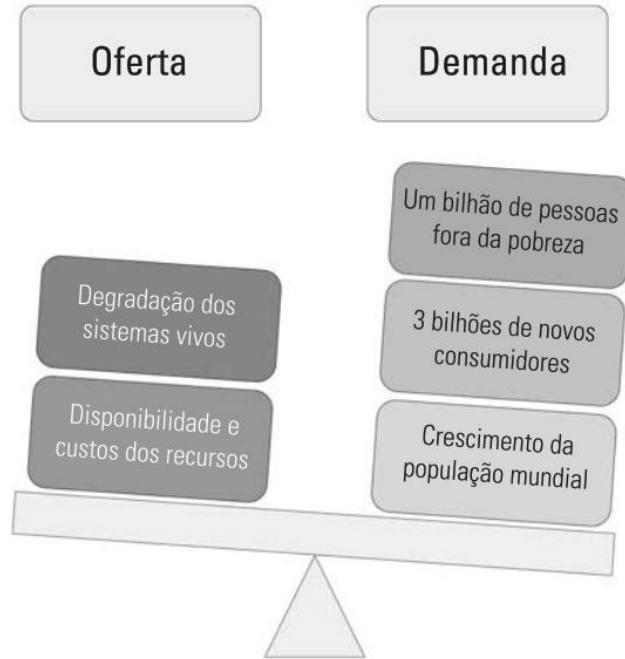 Oferta
Demanda
Um bilhão de pessoas
fora da pobreza
Degradação dos
sistemas vivos
3 bilhões de novos
consumidores
Disponibilidade e
custos dos recursos
Crescimento da
população mundial